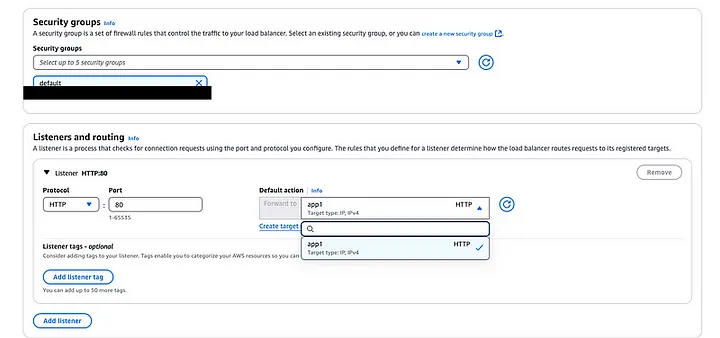 Security groups Info
A security group is a set of firewall rules that control the traffic to your load balancer. Select an existing security group, or you can create a new security group
Security groups
Select up to 5 security groups
default
Listeners and routing Info
A listener is a process that checks for connection requests using the port and protocol you configure. The rules that you define for a listener determine how the load balancer routes requests to its registered targets.
Listener HTTP:80
Remove
Protocol Port Default action Info
HTTP : 80 Forward to app1 HTTP
Target type: IP, IPv4
1-65535
Create target
app1 HTTP
Target type: IP, IPv4
Listener tags - optional
Consider adding tags to your listener. Tags enable you to categorize your AWS resources so you can
Add listener tag
You can add up to 50 more tags.
Add listener